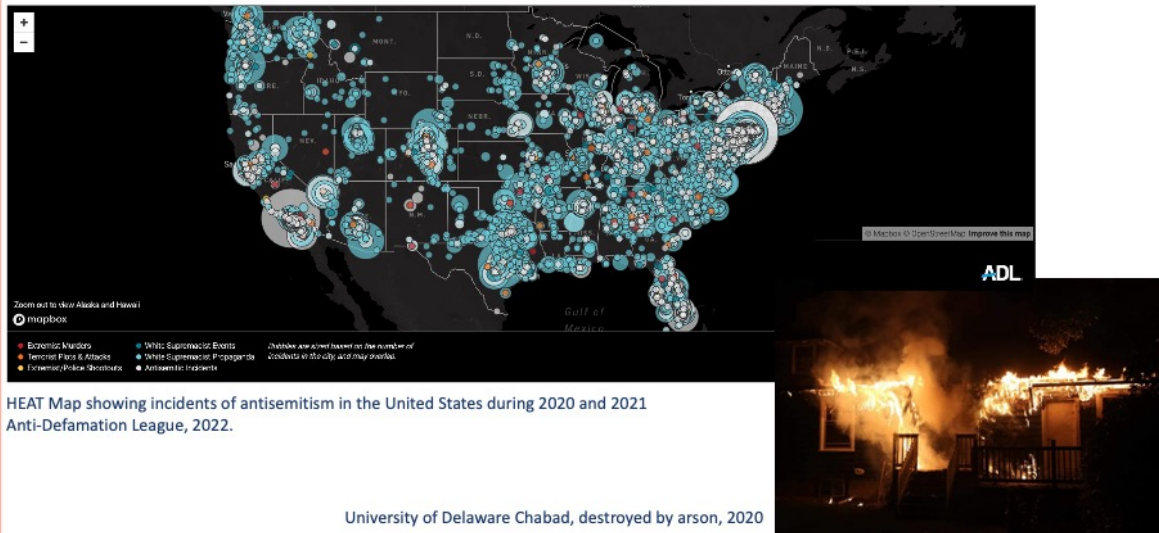 +
−
MONT.
N.D.
S.D.
NEBR.
NEV.
N.M.
MAINE
N.B.
P.E.I.
N.S.
Gulf of
Mexico
© Mapbox © OpenStreetMap Improve this map
ADL
Zoom out to view Alaska and Hawaii
mapbox
Extremist Murders
Terrorist Plots & Attacks
Extremist/Police Shootouts
White Supremacist Events
White Supremacist Propaganda
Antisemitic Incidents
Bubbles are sized based on the number of
incidents in the city, and may overlap.
HEAT Map showing incidents of antisemitism in the United States during 2020 and 2021
Anti-Defamation League, 2022.
University of Delaware Chabad, destroyed by arson, 2020